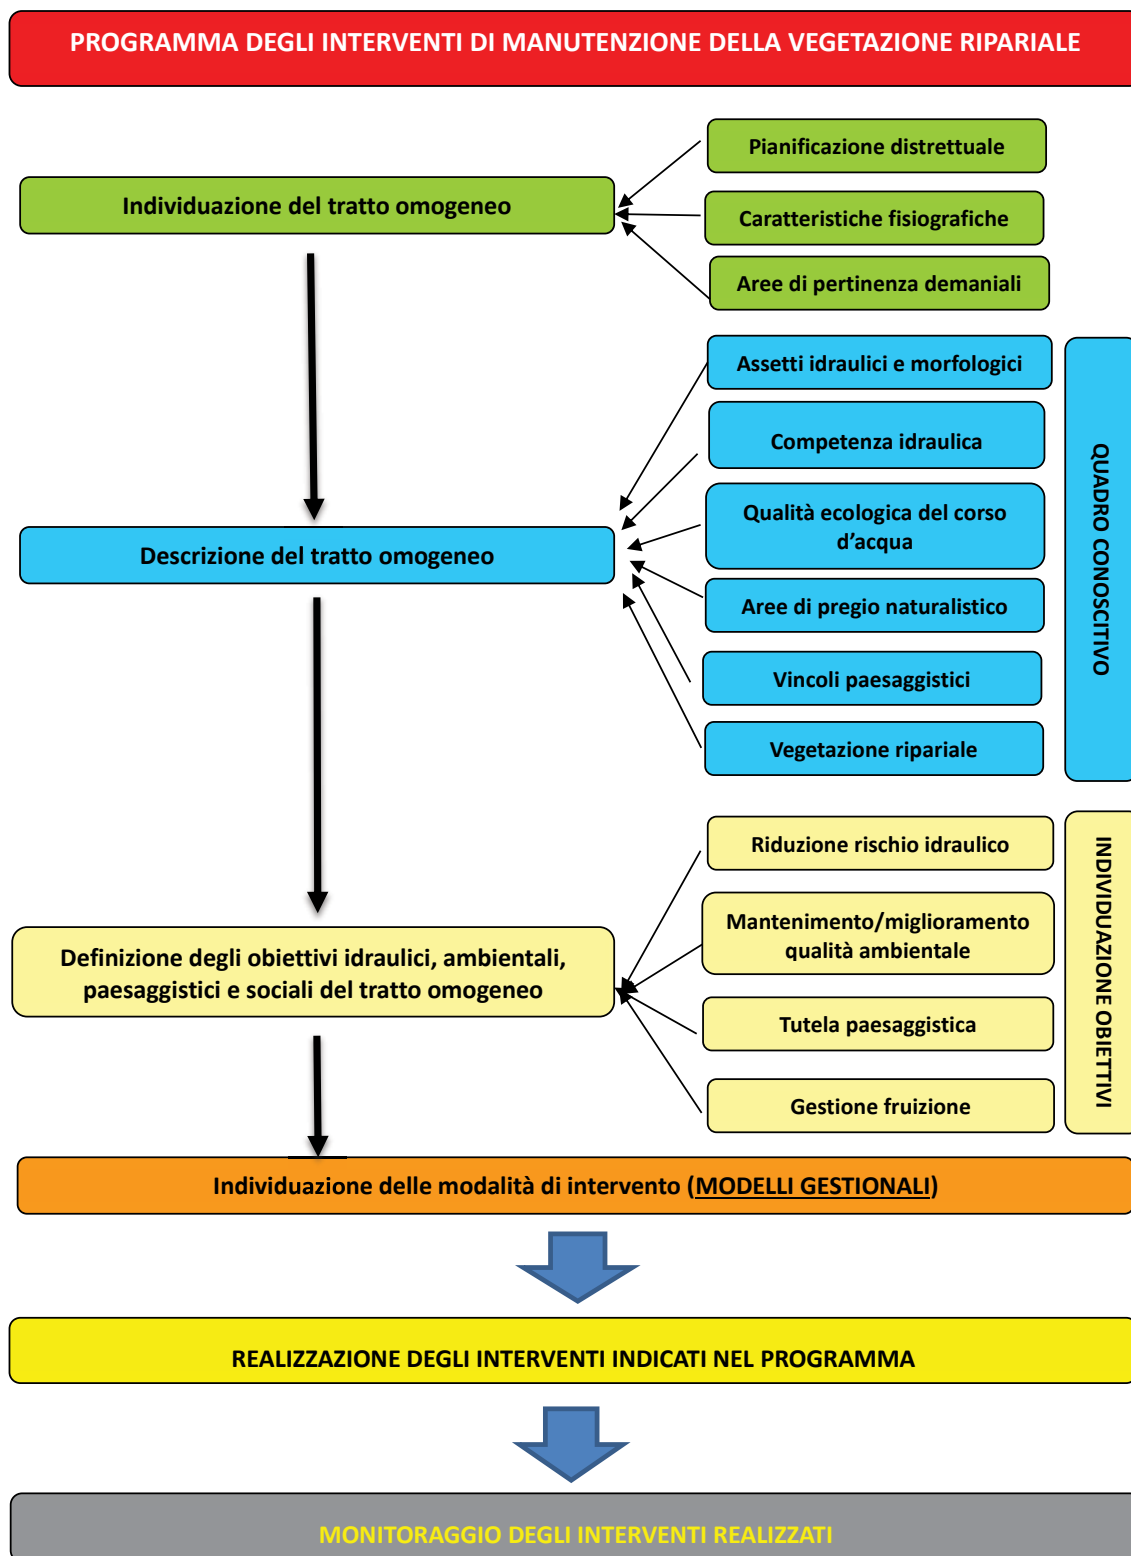 PROGRAMMA DEGLI INTERVENTI DI MANUTENZIONE DELLA VEGETAZIONE RIPARIALE
Pianificazione distrettuale
Individuazione del tratto omogeneo
Caratteristiche fisiografiche
Aree di pertinenza demaniali
Assetti idraulici e morfologici
Competenza idraulica
Qualità ecologica del corso
d’acqua
Descrizione del tratto omogeneo
Aree di pregio naturalistico
Vincoli paesaggistici
Vegetazione ripariale
QUADRO CONOSCITIVO
Riduzione rischio idraulico
Mantenimento/miglioramento
qualità ambientale
Definizione degli obiettivi idraulici, ambientali,
paesaggistici e sociali del tratto omogeneo
Tutela paesaggistica
Gestione fruizione
INDIVIDUAZIONE OBIETTIVI
Individuazione delle modalità di intervento (MODELLI GESTIONALI)
REALIZZAZIONE DEGLI INTERVENTI INDICATI NEL PROGRAMMA
MONITORAGGIO DEGLI INTERVENTI REALIZZATI